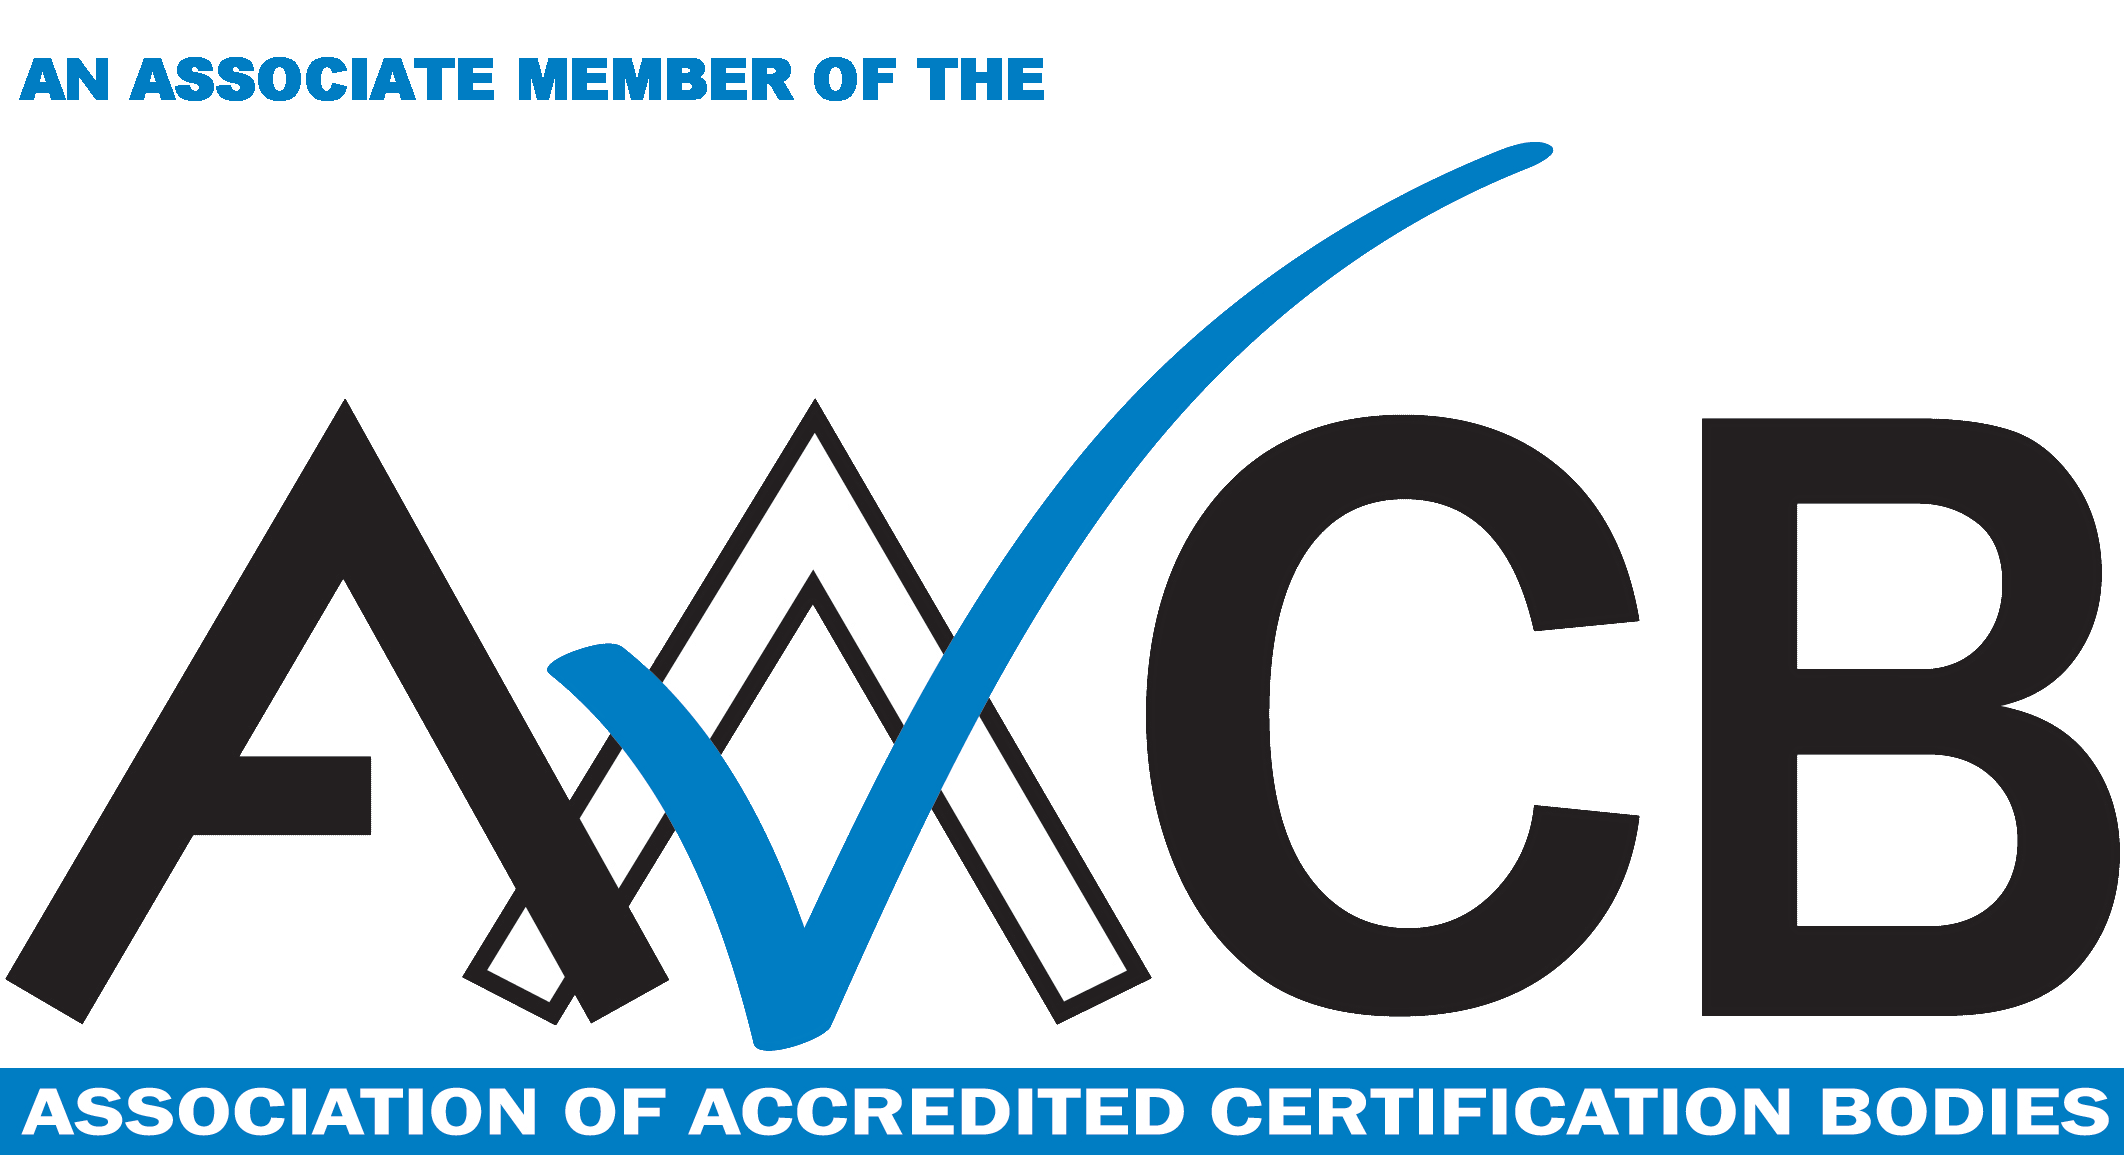 AN ASSOCIATE MEMBER OF THE
AACB
ASSOCIATION OF ACCREDITED CERTIFICATION BODIES